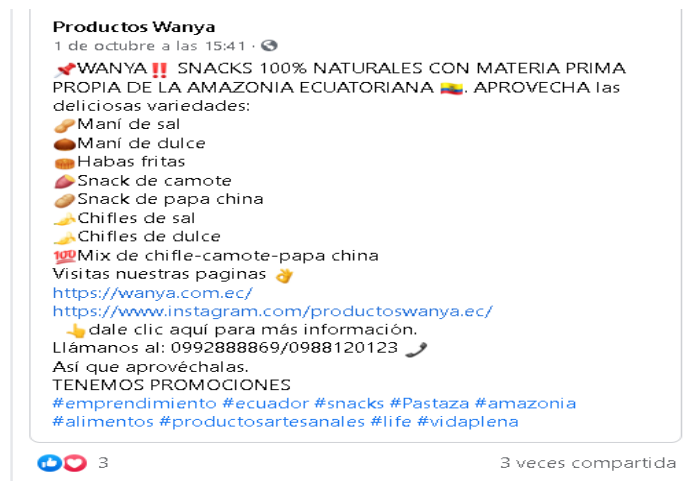 Productos Wanya
1 de octubre a las 15:41 ·
📌WANYA‼️ SNACKS 100% NATURALES CON MATERIA PRIMA
PROPIA DE LA AMAZONIA ECUATORIANA 🇪🇨. APROVECHA las
deliciosas variedades:
🥜Maní de sal
🌰Maní de dulce
🥮Habas fritas
🍠Snack de camote
🥔Snack de papa china
🍌Chifles de sal
🍌Chifles de dulce
💯Mix de chifle-camote-papa china
Visitas nuestras paginas 👌
https://wanya.com.ec/
https://www.instagram.com/productoswanya.ec/
👆dale clic aquí para más información.
Llámanos al: 0992888869/0988120123 📞
Así que aprovéchalas.
TENEMOS PROMOCIONES
#emprendimiento #ecuador #snacks #Pastaza #amazonia
#alimentos #productosartesanales #life #vidaplena
3
3 veces compartida